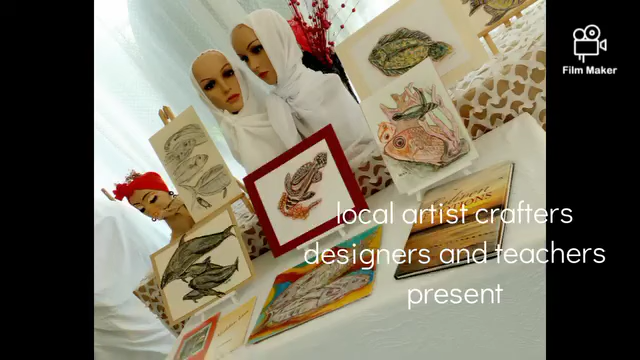 Film Maker
local artist crafters
designers and teachers
present